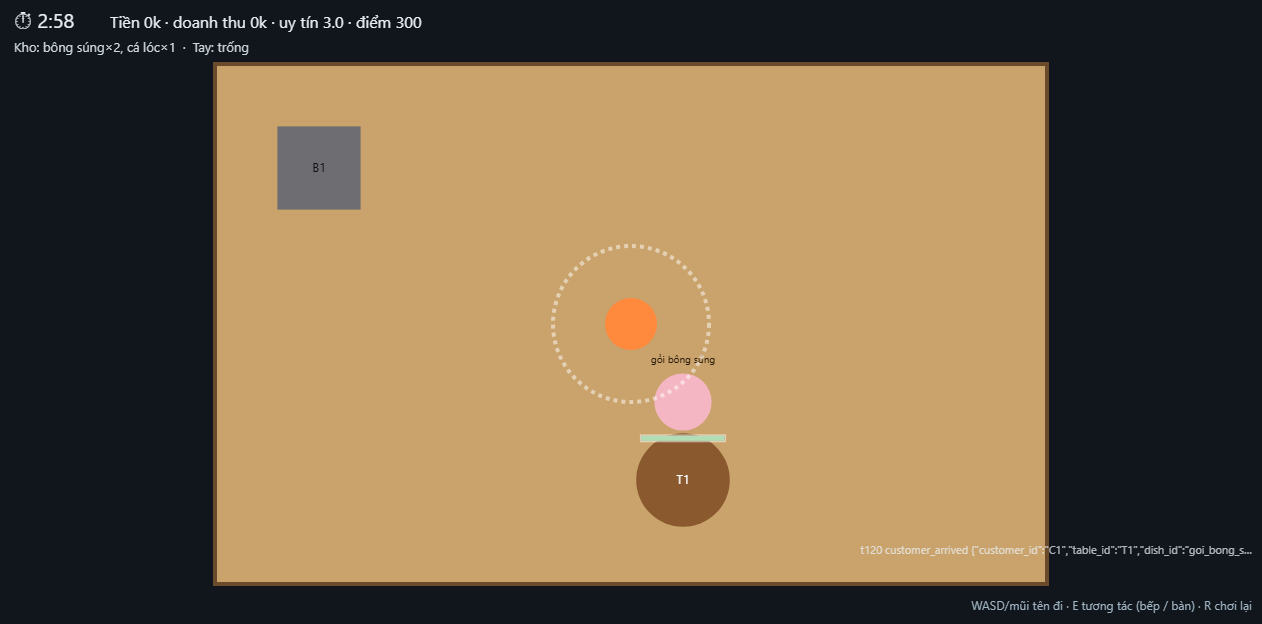 ⏱ 2:58 Tiền 0k · doanh thu 0k · uy tín 3.0 · điểm 300
Kho: bông súng×2, cá lóc×1 · Tay: trống
B1
gỏi bông súng
T1
t120 customer_arrived {"customer_id":"C1","table_id":"T1","dish_id":"goi_bong_s...
WASD/mũi tên đi · E tương tác (bếp / bàn) · R chơi lại